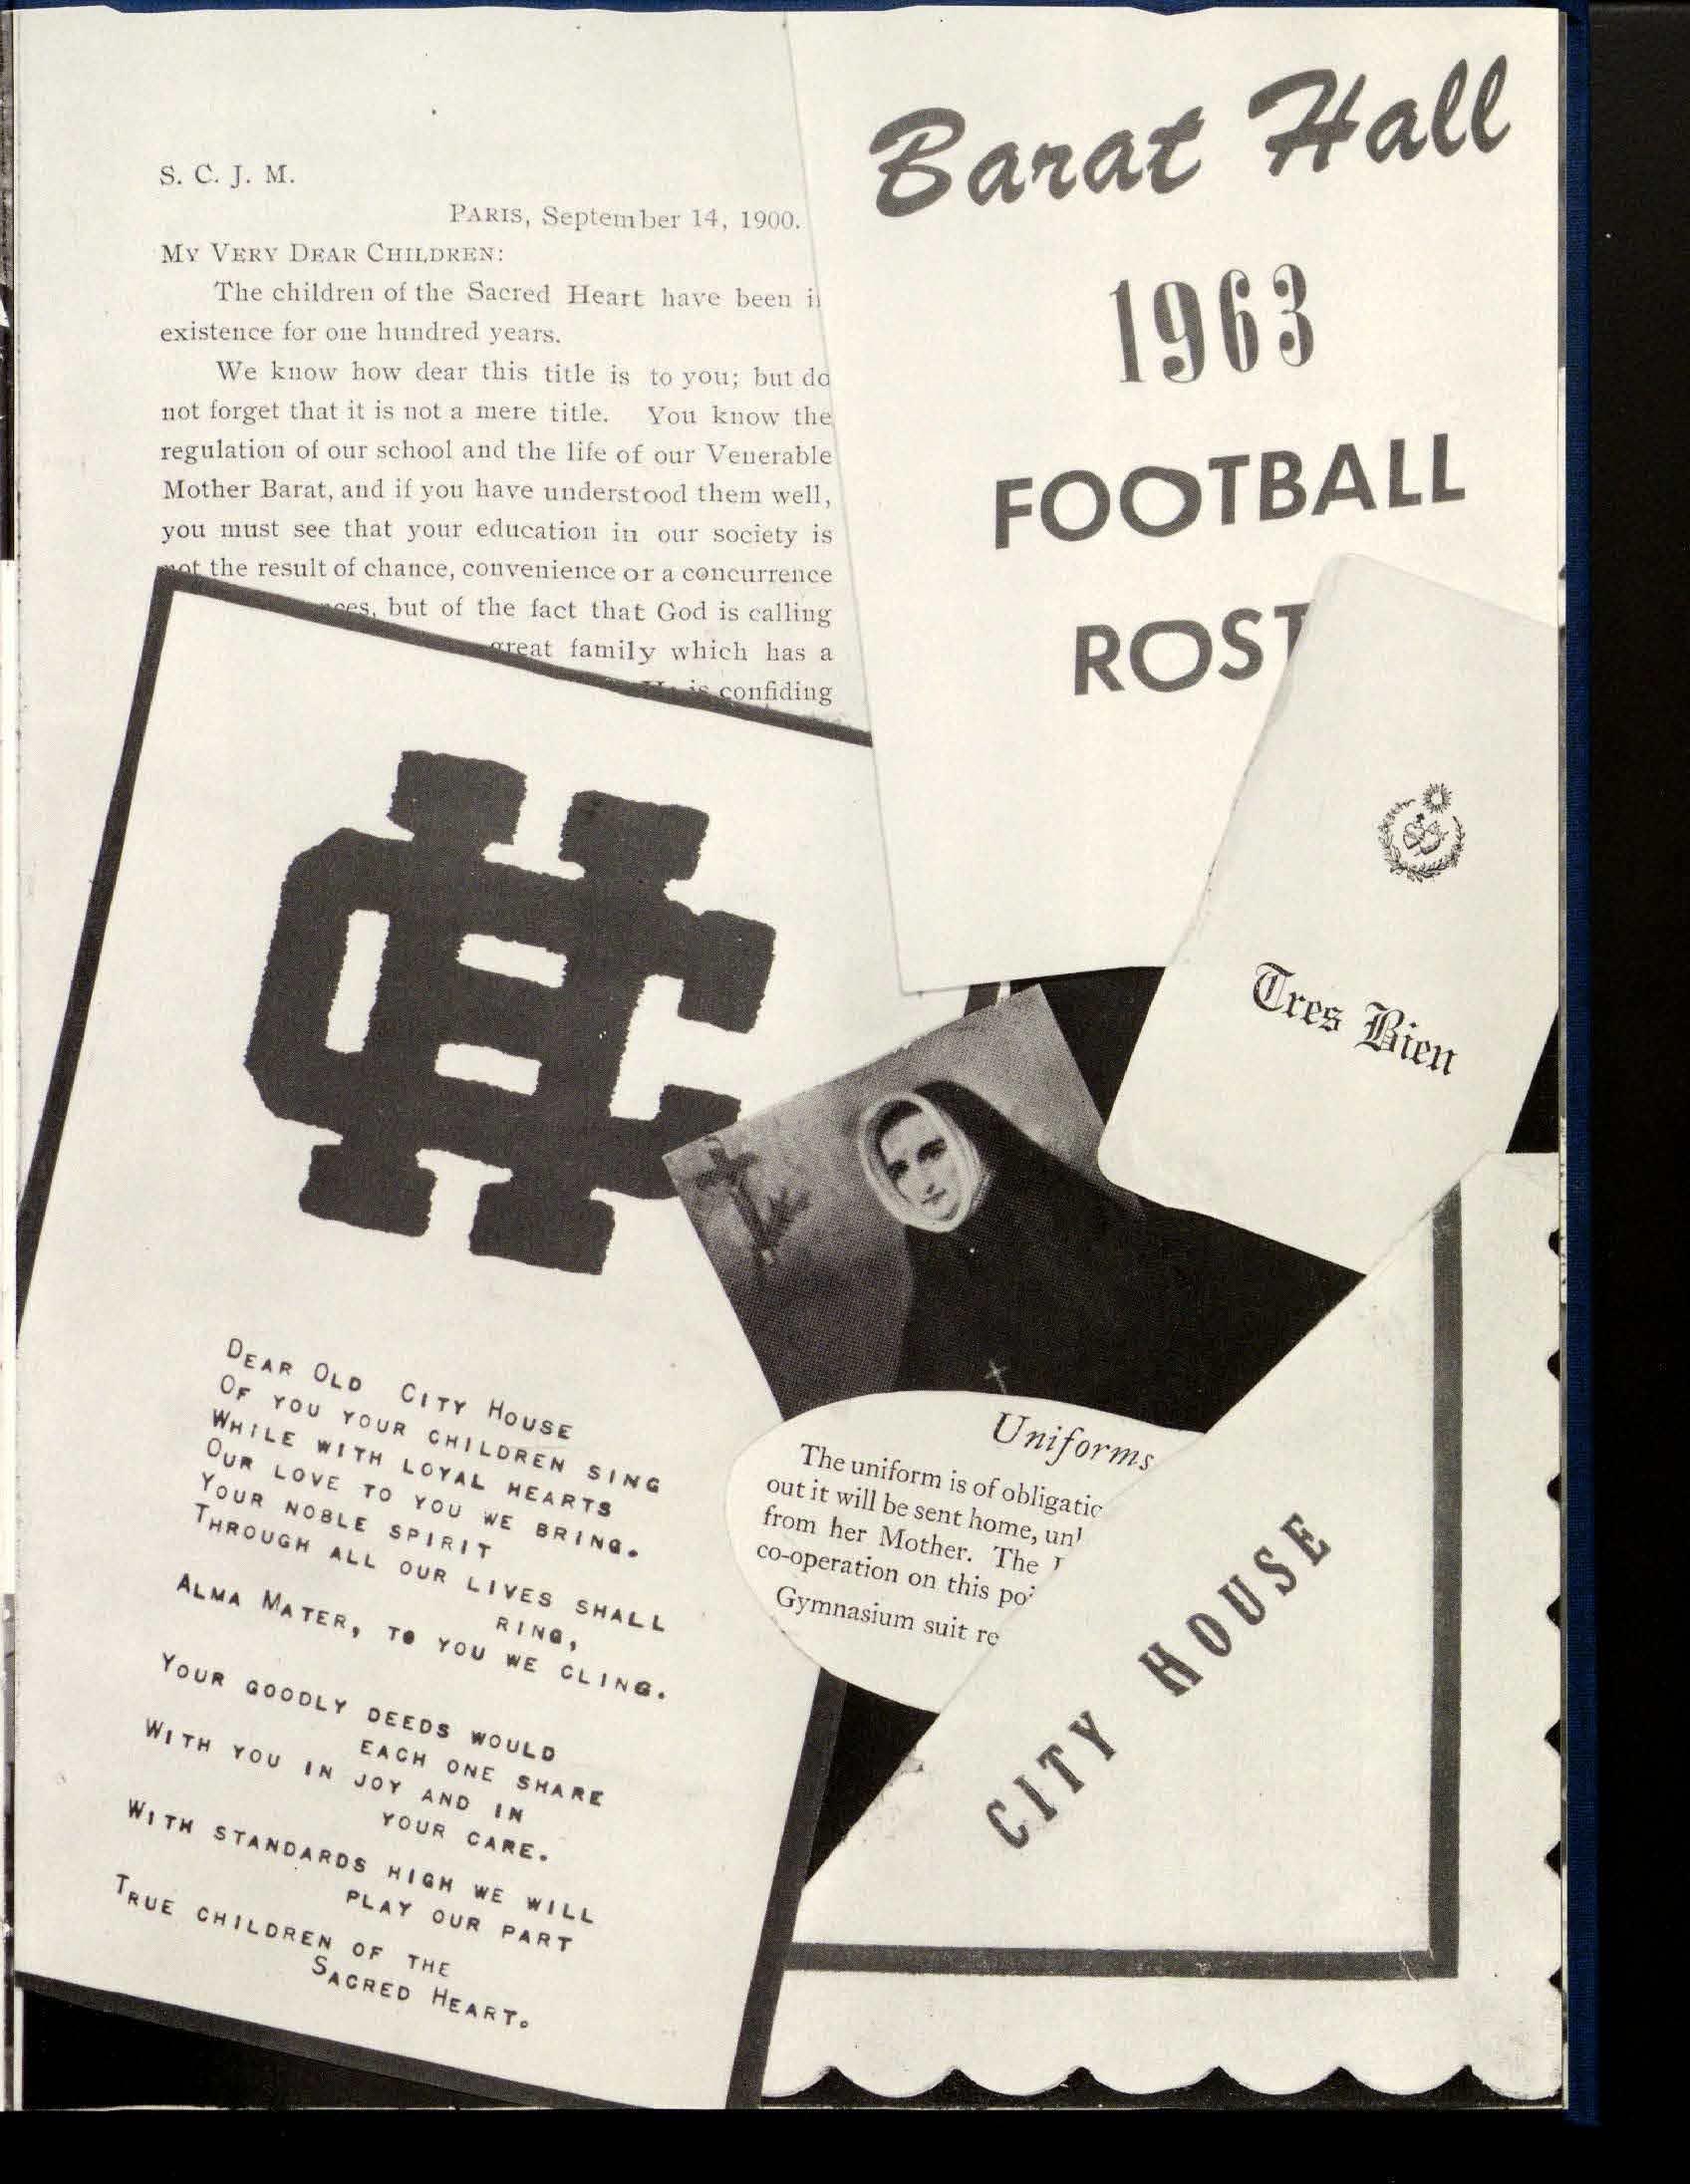 S. C. J. M.
PARIS, September 14, 1900.
MY VERY DEAR CHILDREN:
The children of the Sacred Heart have been i
existence for one hundred years.
We know how dear this title is to you; but do
not forget that it is not a mere title. You know the
regulation of our school and the life of our Venerable
Mother Barat, and if you have understood them well,
you must see that your education in our society is
not the result of chance, convenience or a concurrence
ces, but of the fact that God is calling
great family which has a
He is confiding
Barat Hall
1963
FOOTBALL
ROST
Tres Bien
CH
DEAR OLD CITY HOUSE
OF YOU YOUR CHILDREN SING
WHILE WITH LOYAL HEARTS
OUR LOVE TO YOU WE BRING.
YOUR NOBLE SPIRIT
THROUGH ALL OUR LIVES SHALL
RING,
ALMA MATER, TO YOU WE CLING.
YOUR GOODLY DEEDS WOULD
EACH ONE SHARE
WITH YOU IN JOY AND IN
YOUR CARE.
WITH STANDARDS HIGH WE WILL
PLAY OUR PART
TRUE CHILDREN OF THE
SACRED HEART.
Uniforms
The uniform is of obligatio
out it will be sent home, unl
from her Mother. The
co-operation on this poi
Gymnasium suit re
CITY HOUSE